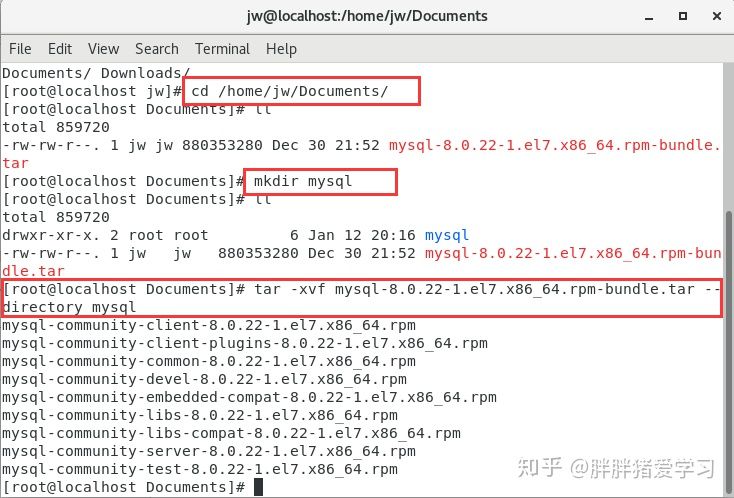 jw@localhost:/home/jw/Documents
File Edit View Search Terminal Help
Documents/ Downloads/
[root@localhost jw]# cd /home/jw/Documents/
[root@localhost Documents]# ll
total 859720
-rw-rw-r--. 1 jw jw 880353280 Dec 30 21:52 mysql-8.0.22-1.el7.x86_64.rpm-bundle.
tar
[root@localhost Documents]# mkdir mysql
[root@localhost Documents]# ll
total 859720
drwxr-xr-x. 2 root root         6 Jan 12 20:16 mysql
-rw-rw-r--. 1 jw   jw   880353280 Dec 30 21:52 mysql-8.0.22-1.el7.x86_64.rpm-bun
dle.tar
[root@localhost Documents]# tar -xvf mysql-8.0.22-1.el7.x86_64.rpm-bundle.tar --
directory mysql
mysql-community-client-8.0.22-1.el7.x86_64.rpm
mysql-community-client-plugins-8.0.22-1.el7.x86_64.rpm
mysql-community-common-8.0.22-1.el7.x86_64.rpm
mysql-community-devel-8.0.22-1.el7.x86_64.rpm
mysql-community-embedded-compat-8.0.22-1.el7.x86_64.rpm
mysql-community-libs-8.0.22-1.el7.x86_64.rpm
mysql-community-libs-compat-8.0.22-1.el7.x86_64.rpm
mysql-community-server-8.0.22-1.el7.x86_64.rpm
mysql-community-test-8.0.22-1.el7.x86_64.rpm
[root@localhost Documents]#
知乎 @胖胖猪爱学习